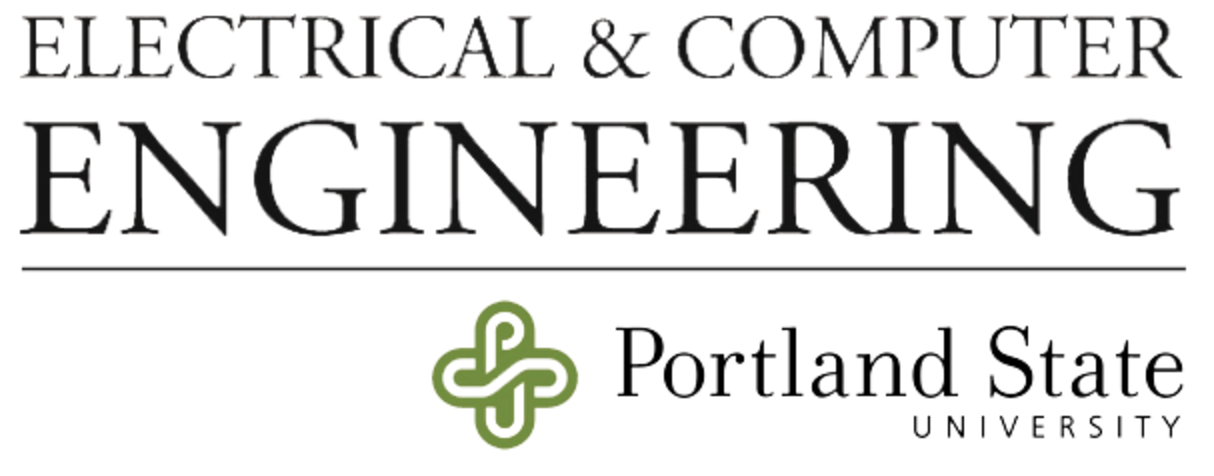 ELECTRICAL & COMPUTER
ENGINEERING
Portland State
UNIVERSITY